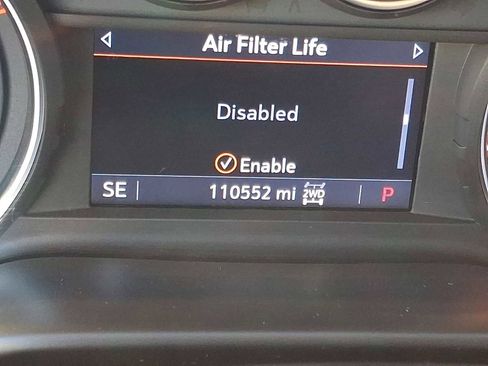 Air Filter Life
Disabled
Enable
SE 110552 mi 2WD P